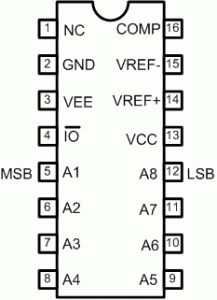 1 NC COMP 16
2 GND VREF- 15
3 VEE VREF+ 14
4 IO VCC 13
MSB 5 A1 A8 12 LSB
6 A2 A7 11
7 A3 A6 10
8 A4 A5 9